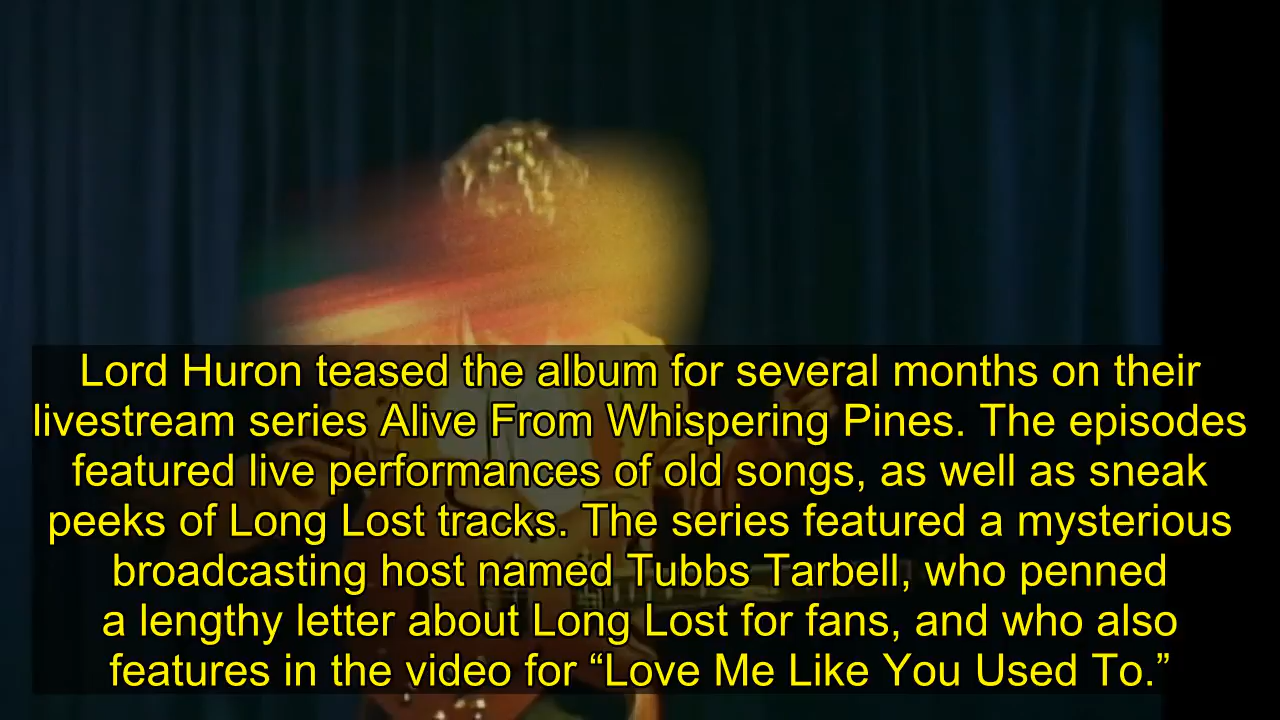 Lord Huron teased the album for several months on their
livestream series Alive From Whispering Pines. The episodes
featured live performances of old songs, as well as sneak
peeks of Long Lost tracks. The series featured a mysterious
broadcasting host named Tubbs Tarbell, who penned
a lengthy letter about Long Lost for fans, and who also
features in the video for “Love Me Like You Used To.”